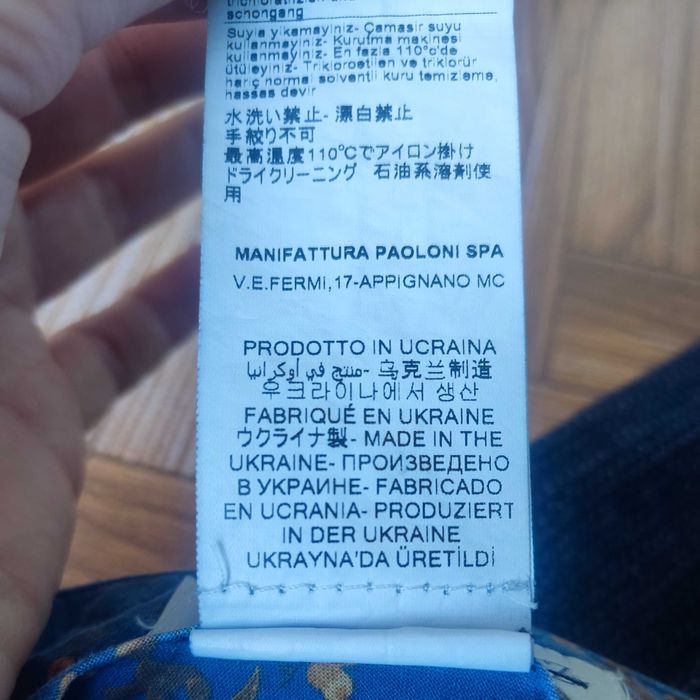 schongang
Suyla yıkamayiniz- Çamasir suyu
kullanmayiniz- Kurutma makinesi
kullanmayiniz- En fazla 110°c'de
ütüleyiniz- Trikloroetilen ve triklorür
hariç normal solventli kuru temizleme,
hassas devir
水洗い禁止- 漂白禁止
手絞り不可
最高温度110℃でアイロン掛け
ドライクリーニング 石油系溶剤使
用
MANIFATTURA PAOLONI SPA
V.E.FERMI,17-APPIGNANO MC
PRODOTTO IN UCRAINA
منتج في أوكرانيا- 乌克兰制造
우크라이나에서 생산
FABRIQUÉ EN UKRAINE
ウクライナ製- MADE IN THE
UKRAINE- ПРОИЗВЕДЕНО
В УКРАИНЕ- FABRICADO
EN UCRANIA- PRODUZIERT
IN DER UKRAINE
UKRAYNA'DA ÜRETİLDİ